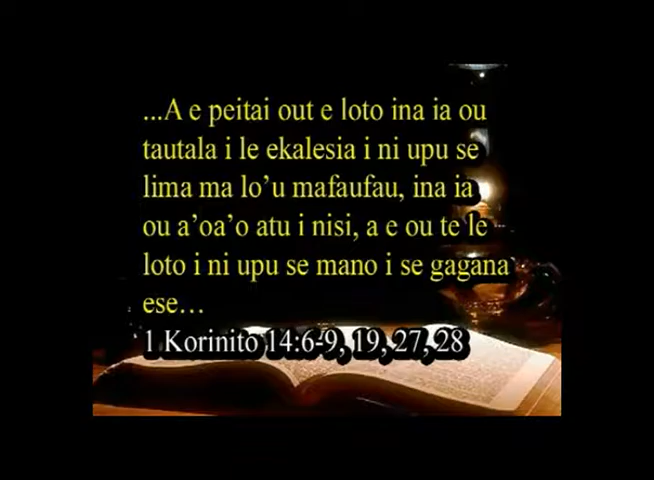 ...A e peitai out e loto ina ia ou
tautala i le ekalesia i ni upu se
lima ma lo’u mafaufau, ina ia
ou a’oa’o atu i nisi, a e ou te le
loto i ni upu se mano i se gagana
ese…
1 Korinito 14:6-9, 19, 27, 28